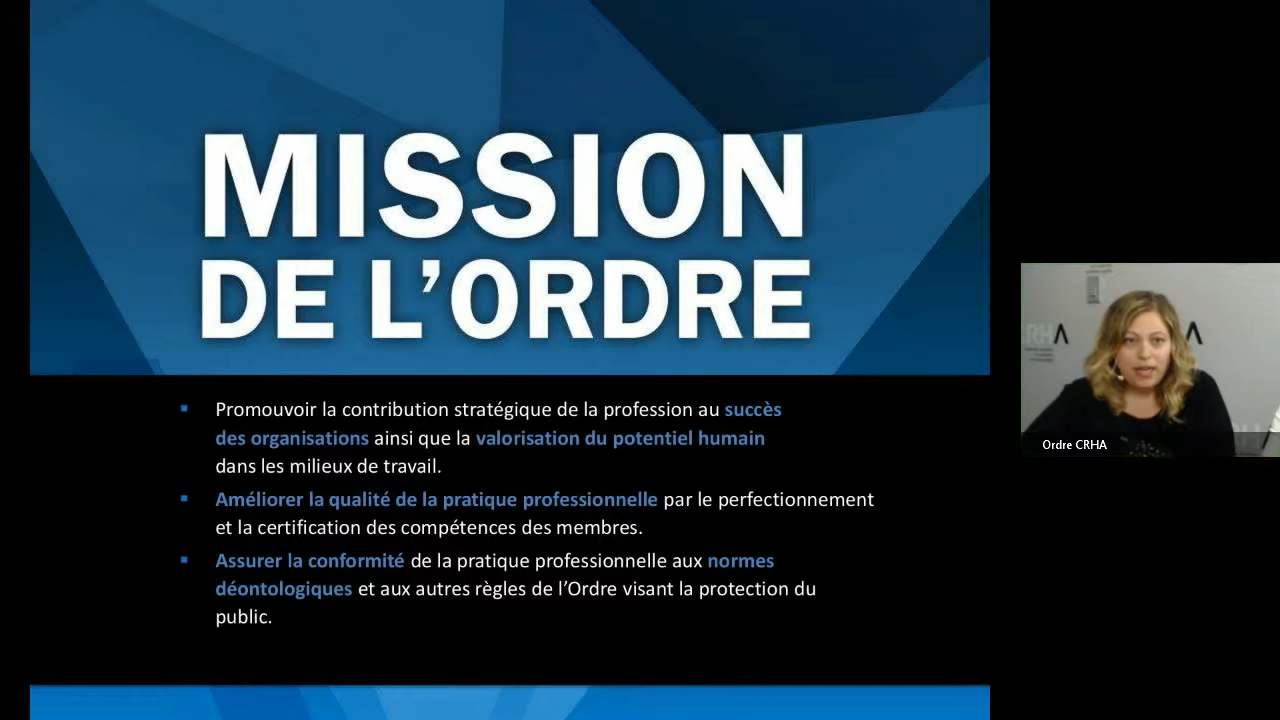 MISSION
DE L’ORDRE
▪ Promouvoir la contribution stratégique de la profession au succès
des organisations ainsi que la valorisation du potentiel humain
dans les milieux de travail.
▪ Améliorer la qualité de la pratique professionnelle par le perfectionnement
et la certification des compétences des membres.
▪ Assurer la conformité de la pratique professionnelle aux normes
déontologiques et aux autres règles de l’Ordre visant la protection du
public.
CRHA
Ordre CRHA